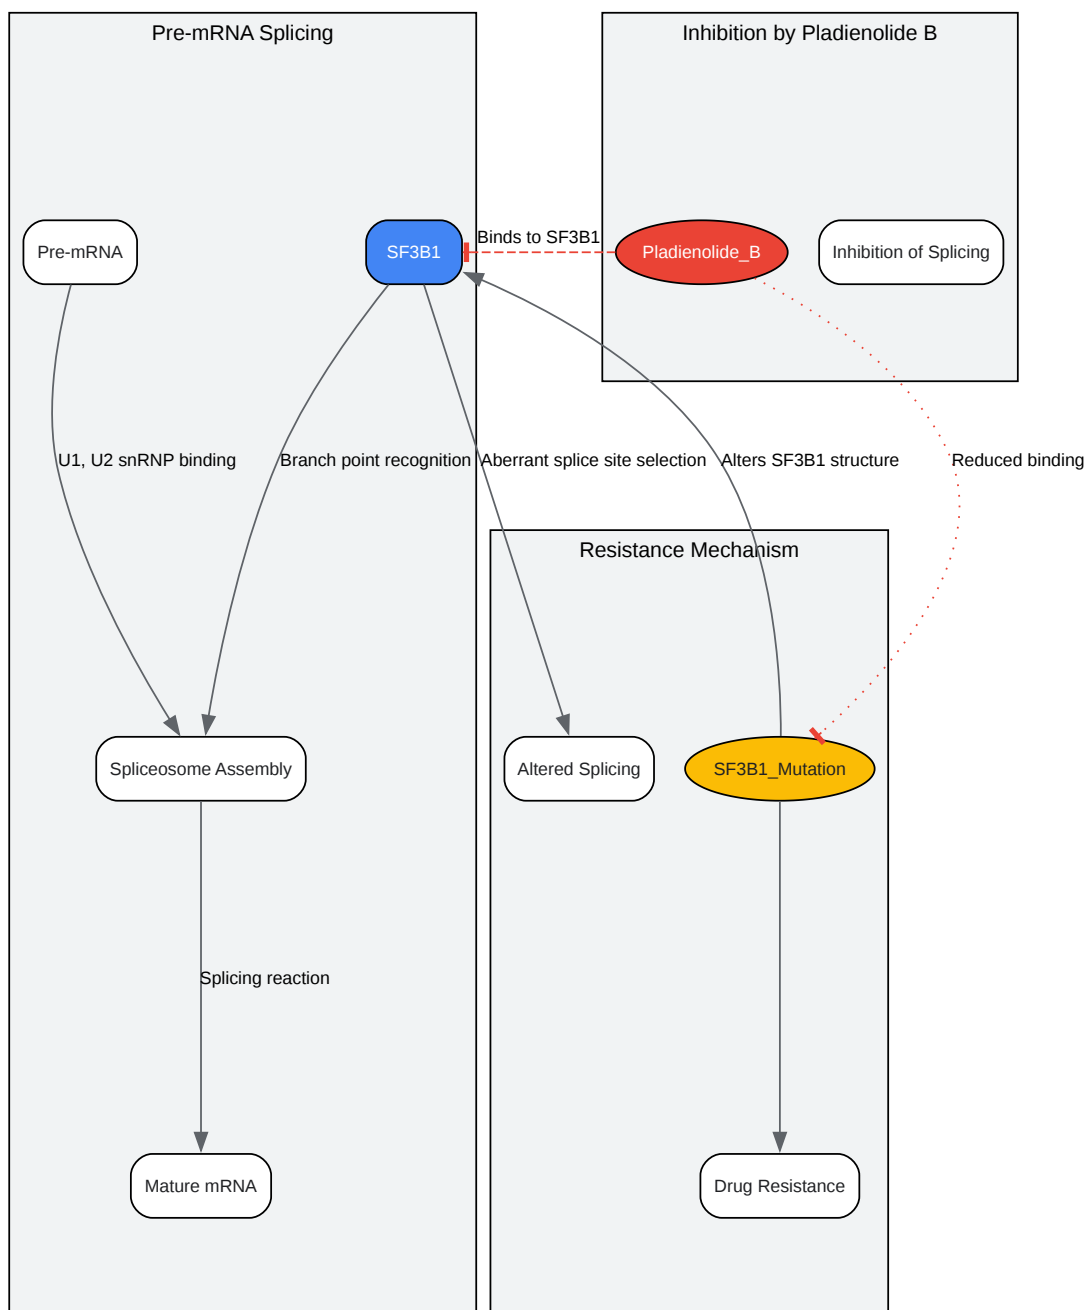 Pre-mRNA Splicing
Inhibition by Pladienolide B
Pre-mRNA
SF3B1
Binds to SF3B1
Pladienolide_B
Inhibition of Splicing
U1, U2 snRNP binding
Branch point recognition
Aberrant splice site selection
Alters SF3B1 structure
Reduced binding
Resistance Mechanism
Spliceosome Assembly
Altered Splicing
SF3B1_Mutation
Splicing reaction
Mature mRNA
Drug Resistance